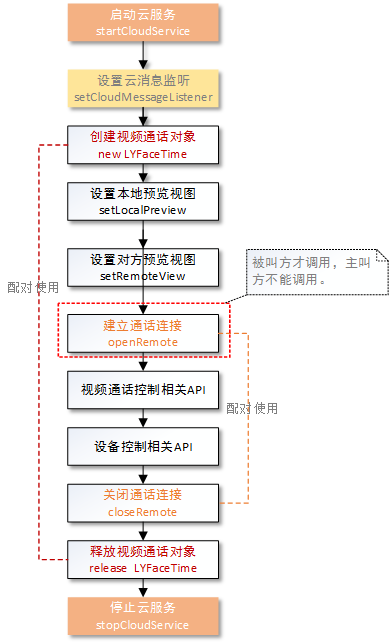 启动云服务
startCloudService
设置云消息监听
setCloudMessageListener
创建视频通话对象
new LYFaceTime
设置本地预览视图
setLocalPreview
设置对方预览视图
setRemoteView
被叫方才调用，主叫
方不能调用。
配对使用
建立通话连接
openRemote
视频通话控制相关API
配对使用
设备控制相关API
关闭通话连接
closeRemote
释放视频通话对象
release LYFaceTime
停止云服务
stopCloudService